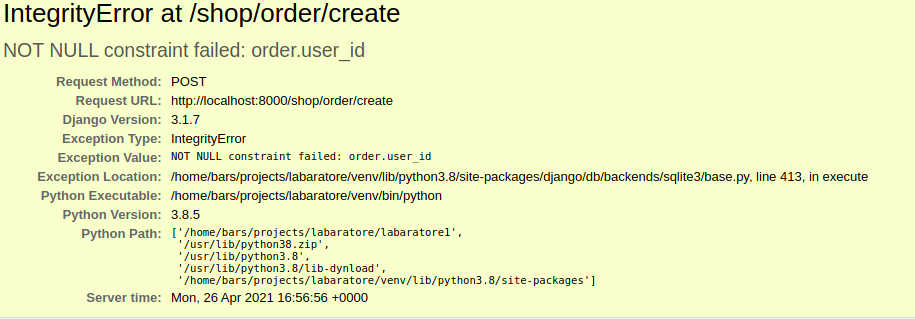 IntegrityError at /shop/order/create
NOT NULL constraint failed: order.user_id
Request Method: POST
Request URL: http://localhost:8000/shop/order/create
Django Version: 3.1.7
Exception Type: IntegrityError
Exception Value: NOT NULL constraint failed: order.user_id
Exception Location: /home/bars/projects/labaratore/venv/lib/python3.8/site-packages/django/db/backends/sqlite3/base.py, line 413, in execute
Python Executable: /home/bars/projects/labaratore/venv/bin/python
Python Version: 3.8.5
Python Path: ['/home/bars/projects/labaratore/labaratore1',
'/usr/lib/python38.zip',
'/usr/lib/python3.8',
'/usr/lib/python3.8/lib-dynload',
'/home/bars/projects/labaratore/venv/lib/python3.8/site-packages']
Server time: Mon, 26 Apr 2021 16:56:56 +0000